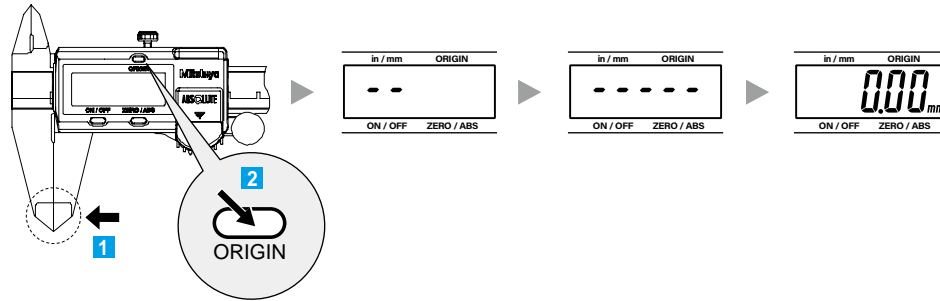 ORIGIN
Mitutoyo
ABSOLUTE
ON / OFF ZERO / ABS
1
2
ORIGIN
in / mm ORIGIN
- -
ON / OFF ZERO / ABS
in / mm ORIGIN
- - - - -
ON / OFF ZERO / ABS
in / mm ORIGIN
0.00 mm
ON / OFF ZERO / ABS